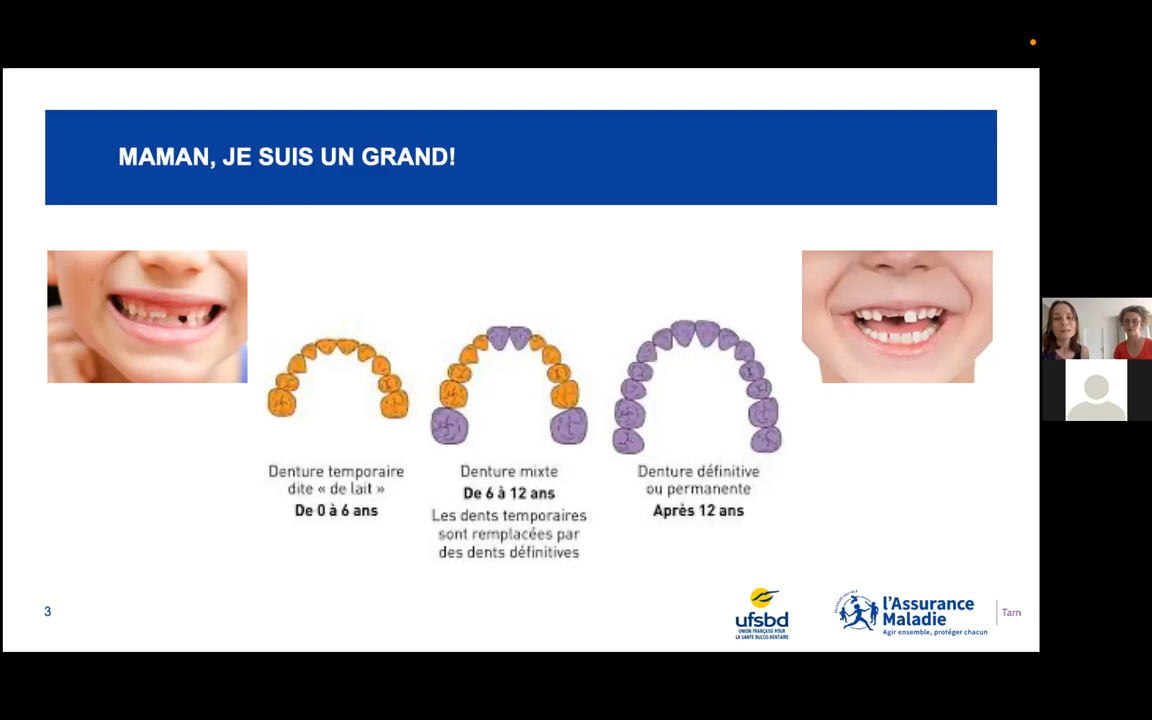 MAMAN, JE SUIS UN GRAND!
Denture temporaire
dite « de lait »
De 0 à 6 ans
Denture mixte
De 6 à 12 ans
Les dents temporaires
sont remplacées par
des dents définitives
Denture définitive
ou permanente
Après 12 ans
3
ufsbd
UNION FRANÇAISE POUR
LA SANTÉ BUCCO-DENTAIRE
l'Assurance
Maladie
Agir ensemble, protéger chacun
Tarn